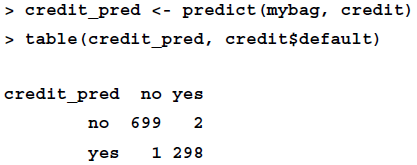 > credit_pred <- predict(mybag, credit)
> table(credit_pred, credit$default)
credit_pred no yes
no 699 2
yes 1 298